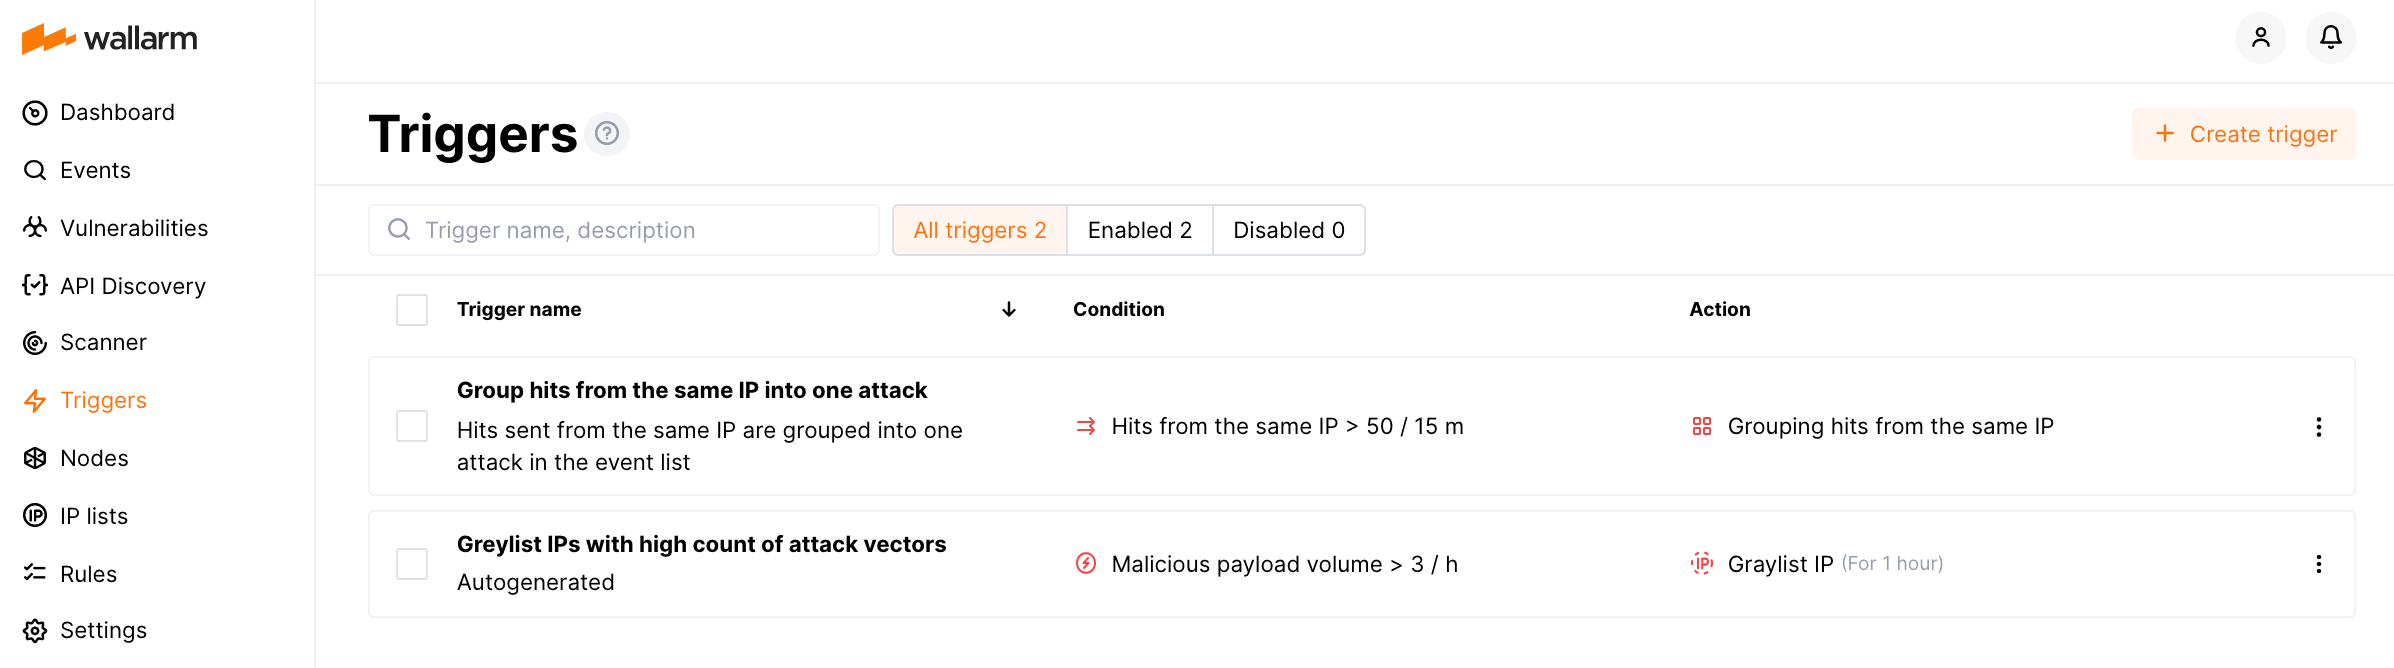 wallarm
Dashboard
Events
Vulnerabilities
API Discovery
Scanner
Triggers
Nodes
IP lists
Rules
Settings
Triggers
Create trigger
Trigger name, description
All triggers 2
Enabled 2
Disabled 0
Trigger name
Condition
Action
Group hits from the same IP into one attack
Hits sent from the same IP are grouped into one
attack in the event list
Hits from the same IP > 50 / 15 m
Grouping hits from the same IP
Greylist IPs with high count of attack vectors
Autogenerated
Malicious payload volume > 3 / h
Graylist IP (For 1 hour)